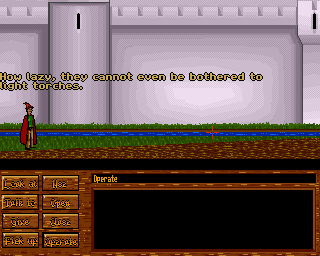 How lazy, they cannot even be bothered to
light torches.
Look at Use
Talk to Open
Give Close
Pick up Operate
Operate